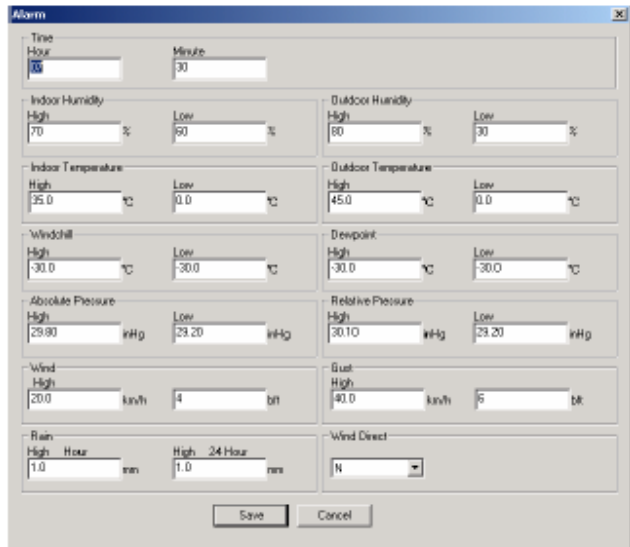 Alarm
Time
Hour Minute
02 30
Indoor Humidity Outdoor Humidity
High Low High Low
70 % 60 % 80 % 30 %
Indoor Temperature Outdoor Temperature
High Low High Low
35.0 ℃ 0.0 ℃ 45.0 ℃ 0.0 ℃
Windchill Dewpoint
High Low High Low
-30.0 ℃ -30.0 ℃ -30.0 ℃ -30.0 ℃
Absolute Pressure Relative Pressure
High Low High Low
29.80 inHg 29.20 inHg 30.10 inHg 29.20 inHg
Wind Gust
High High
20.0 km/h 4 bft 40.0 km/h 6 bft
Rain Wind Direct
High Hour High 24 Hour
1.0 mm 1.0 mm N
Save Cancel